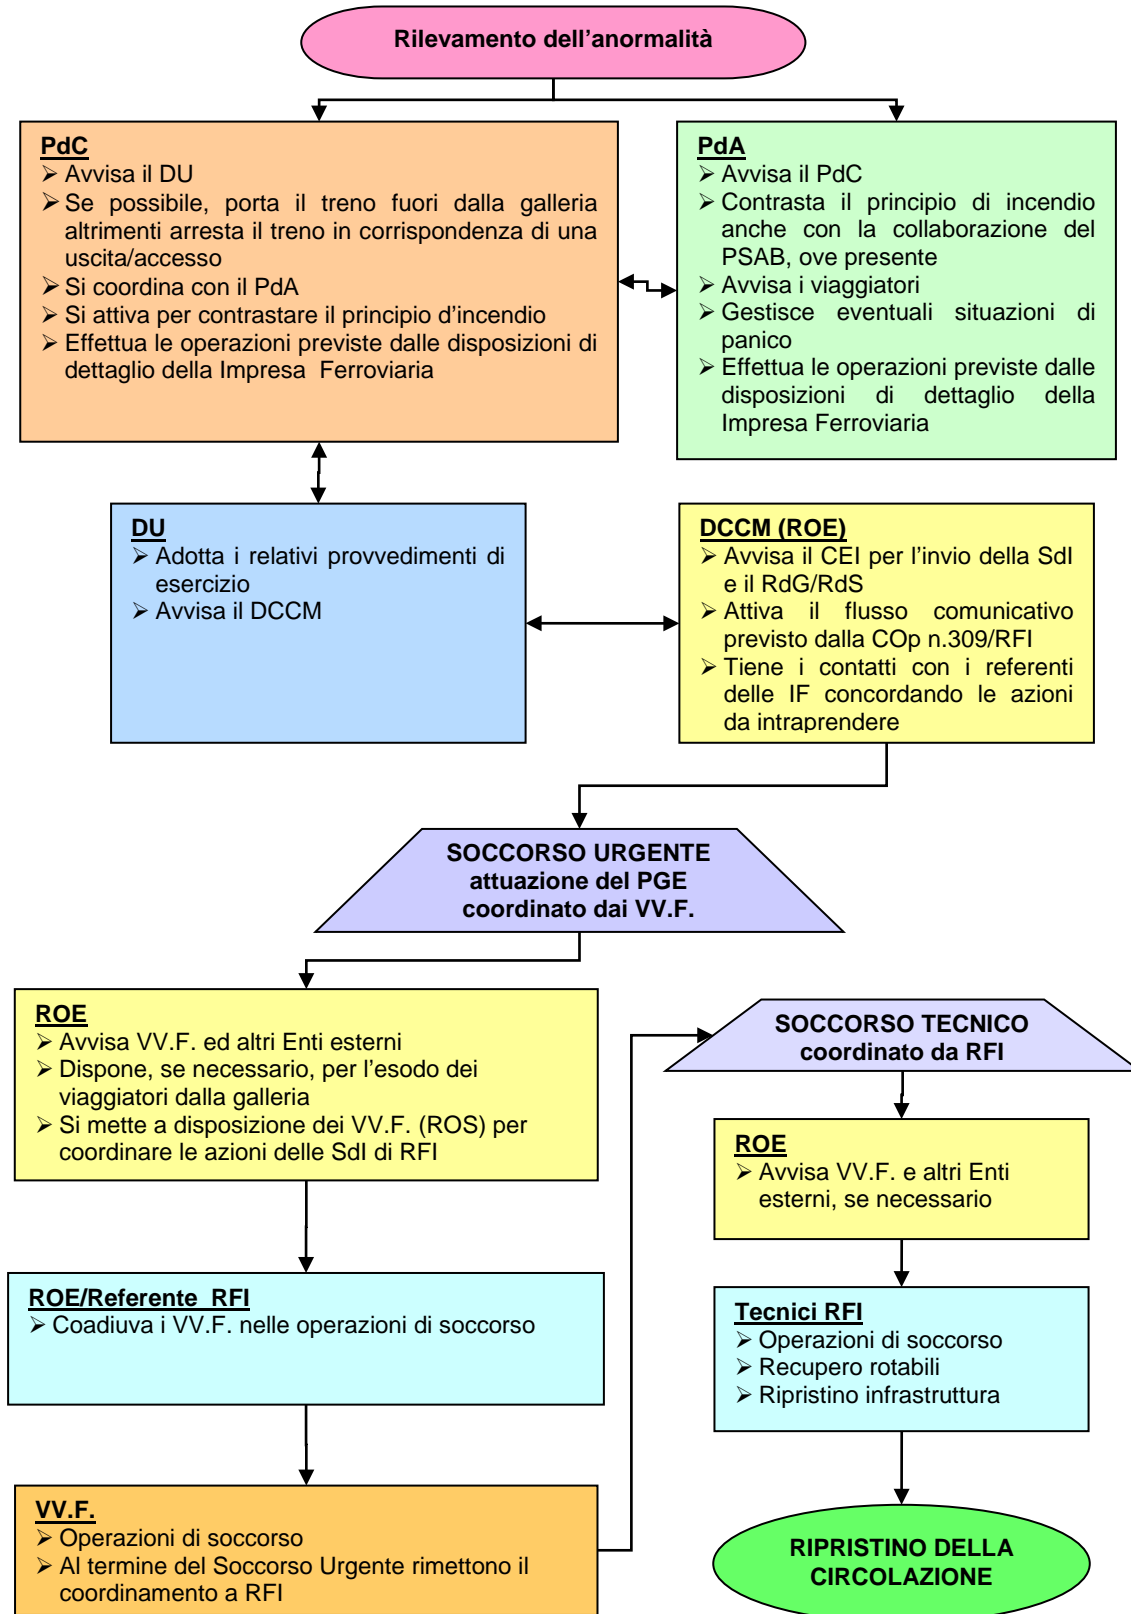 Rilevamento dell'anormalità
PdC
➢ Avvisa il DU
➢ Se possibile, porta il treno fuori dalla galleria
altrimenti arresta il treno in corrispondenza di una
uscita/accesso
➢ Si coordina con il PdA
➢ Si attiva per contrastare il principio d'incendio
➢ Effettua le operazioni previste dalle disposizioni di
dettaglio della Impresa Ferroviaria
PdA
➢ Avvisa il PdC
➢ Contrasta il principio di incendio
anche con la collaborazione del
PSAB, ove presente
➢ Avvisa i viaggiatori
➢ Gestisce eventuali situazioni di
panico
➢ Effettua le operazioni previste dalle
disposizioni di dettaglio della
Impresa Ferroviaria
DU
➢ Adotta i relativi provvedimenti di
esercizio
➢ Avvisa il DCCM
DCCM (ROE)
➢ Avvisa il CEI per l'invio della SdI
e il RdG/RdS
➢ Attiva il flusso comunicativo
previsto dalla COp n.309/RFI
➢ Tiene i contatti con i referenti
delle IF concordando le azioni
da intraprendere
SOCCORSO URGENTE
attuazione del PGE
coordinato dai VV.F.
ROE
➢ Avvisa VV.F. ed altri Enti esterni
➢ Dispone, se necessario, per l'esodo dei
viaggiatori dalla galleria
➢ Si mette a disposizione dei VV.F. (ROS) per
coordinare le azioni delle SdI di RFI
ROE/Referente RFI
➢ Coadiuva i VV.F. nelle operazioni di soccorso
VV.F.
➢ Operazioni di soccorso
➢ Al termine del Soccorso Urgente rimettono il
coordinamento a RFI
SOCCORSO TECNICO
coordinato da RFI
ROE
➢ Avvisa VV.F. e altri Enti
esterni, se necessario
Tecnici RFI
➢ Operazioni di soccorso
➢ Recupero rotabili
➢ Ripristino infrastruttura
RIPRISTINO DELLA
CIRCOLAZIONE